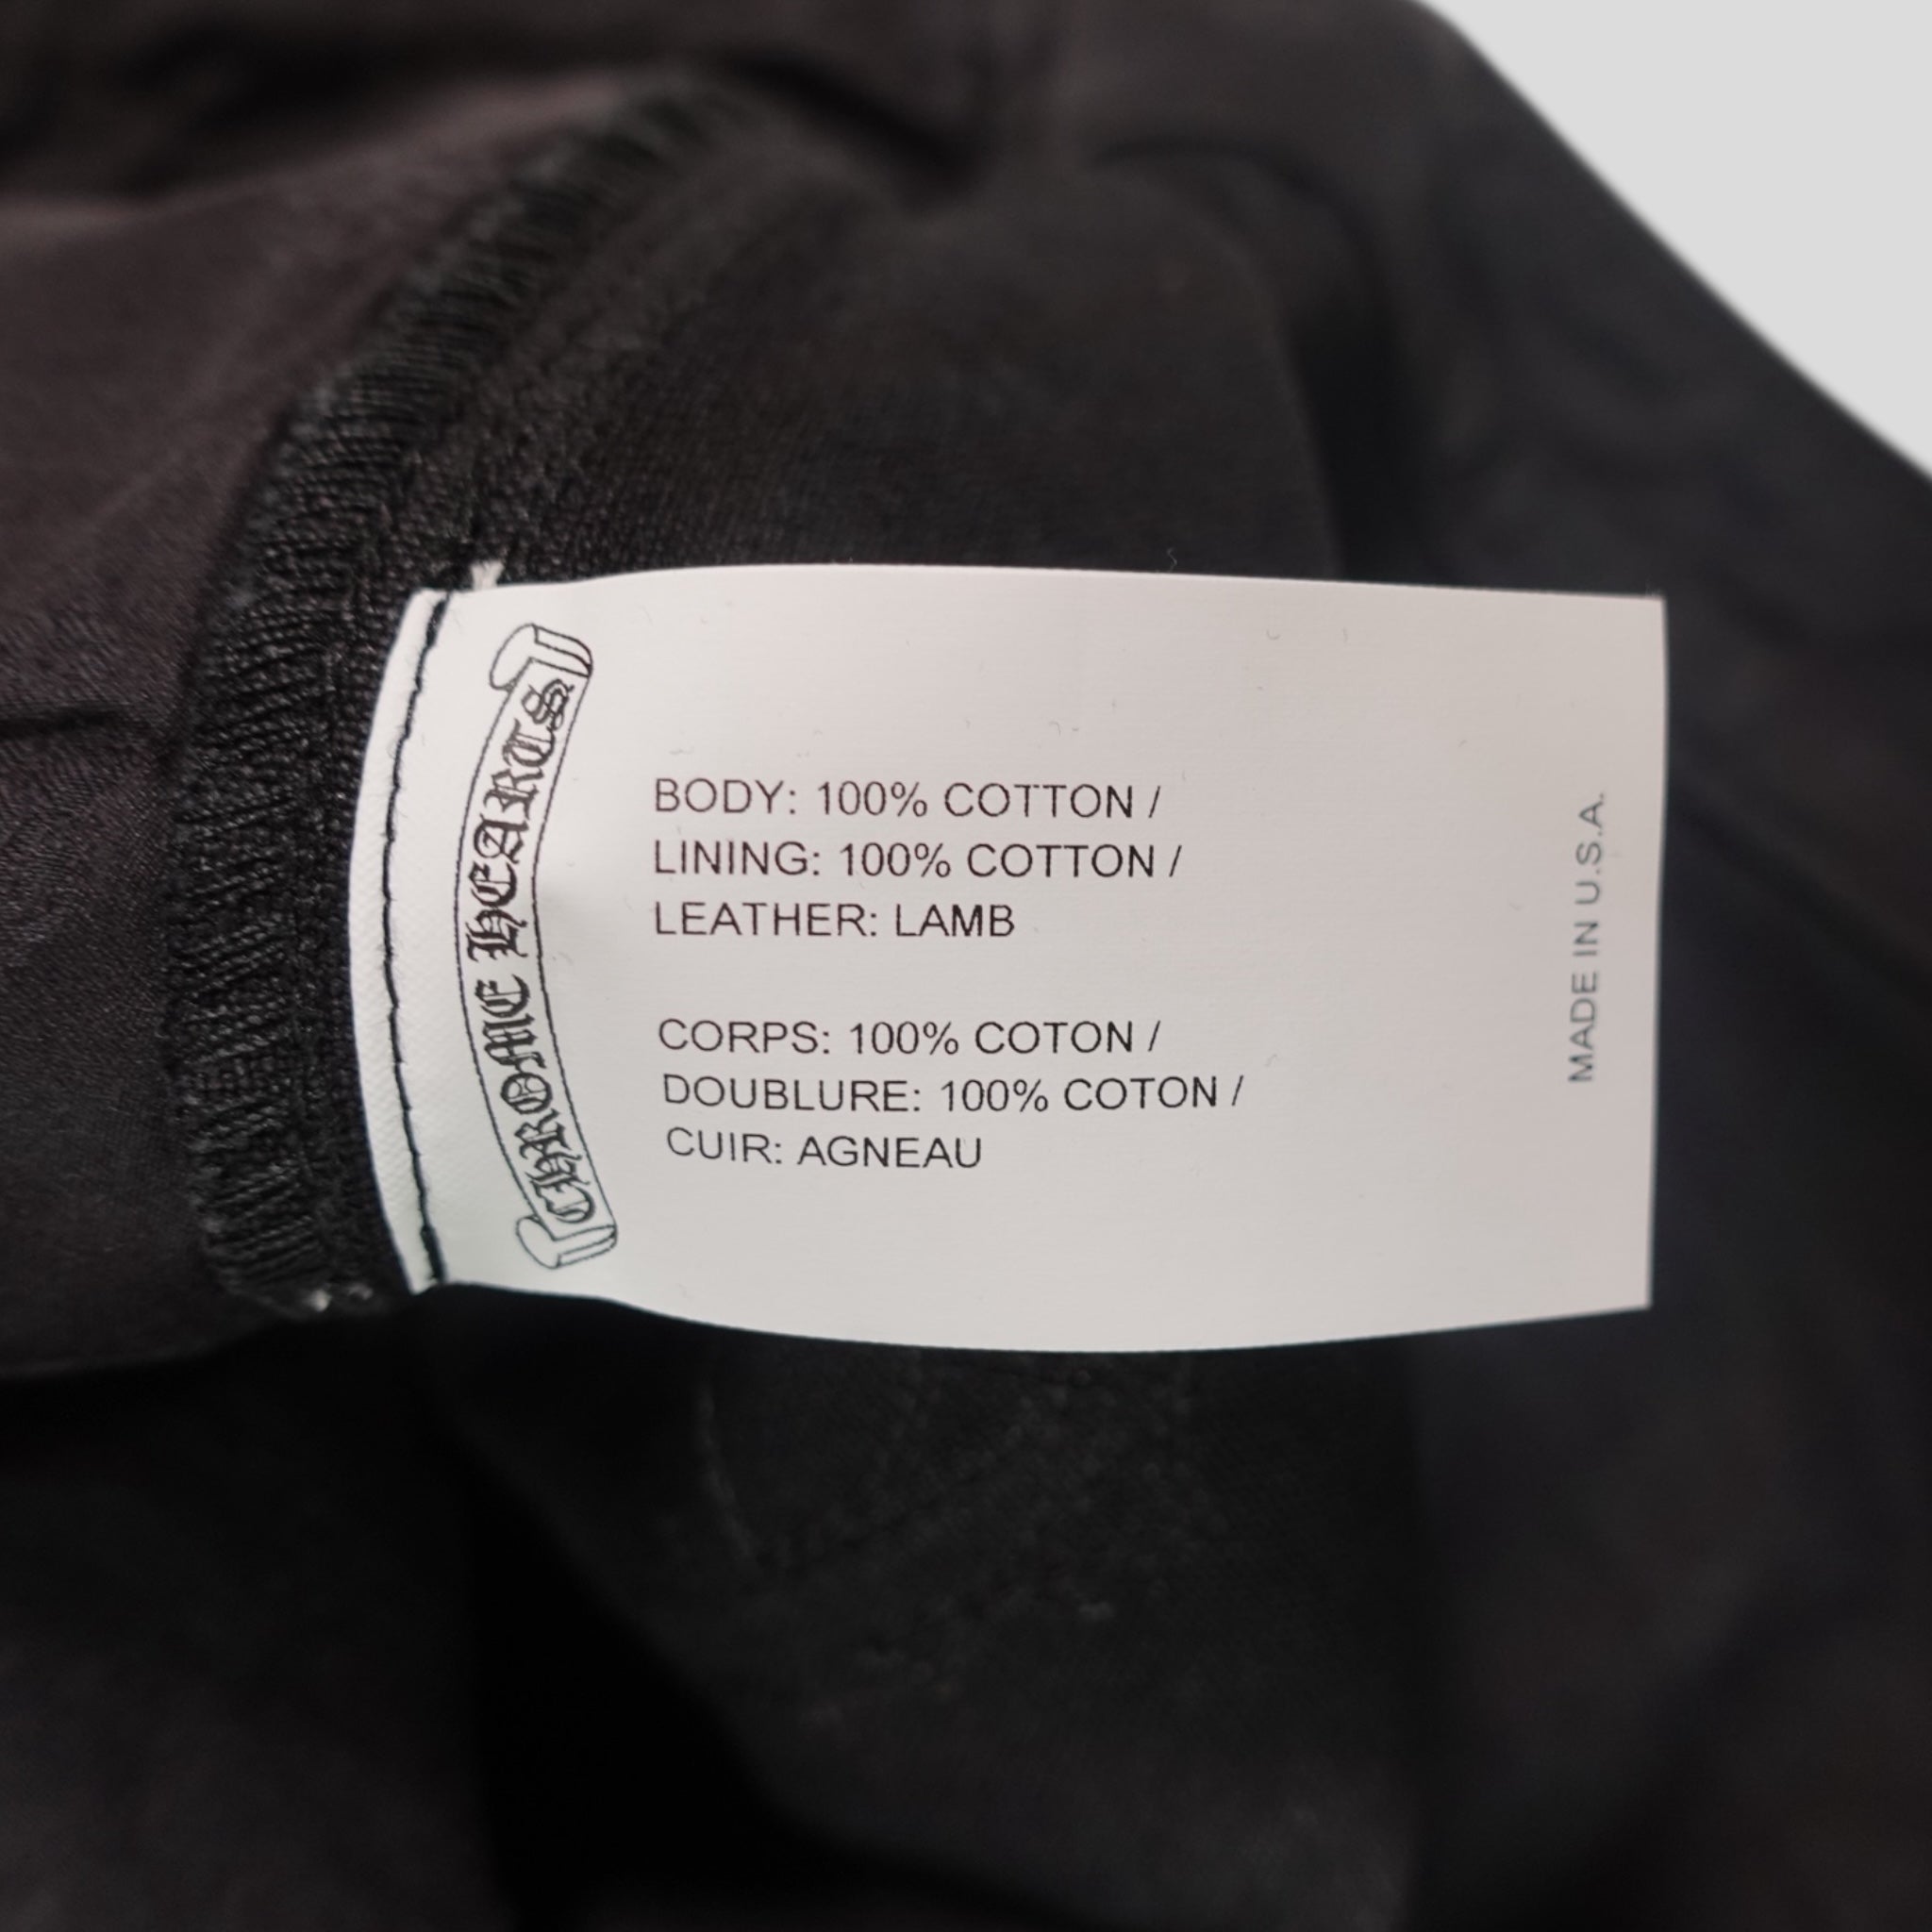 CHROME HEARTS
BODY: 100% COTTON /
LINING: 100% COTTON /
LEATHER: LAMB
CORPS: 100% COTON /
DOUBLURE: 100% COTON /
CUIR: AGNEAU
MADE IN U.S.A.